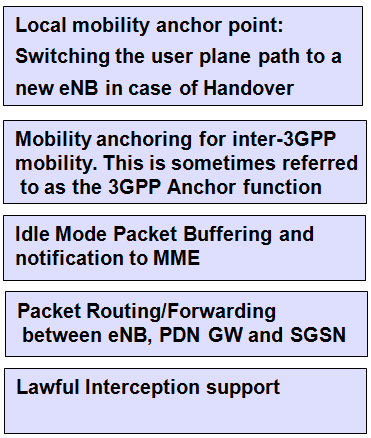 Local mobility anchor point:
Switching the user plane path to a
new eNB in case of Handover
Mobility anchoring for inter-3GPP
mobility. This is sometimes referred
to as the 3GPP Anchor function
Idle Mode Packet Buffering and
notification to MME
Packet Routing/Forwarding
between eNB, PDN GW and SGSN
Lawful Interception support